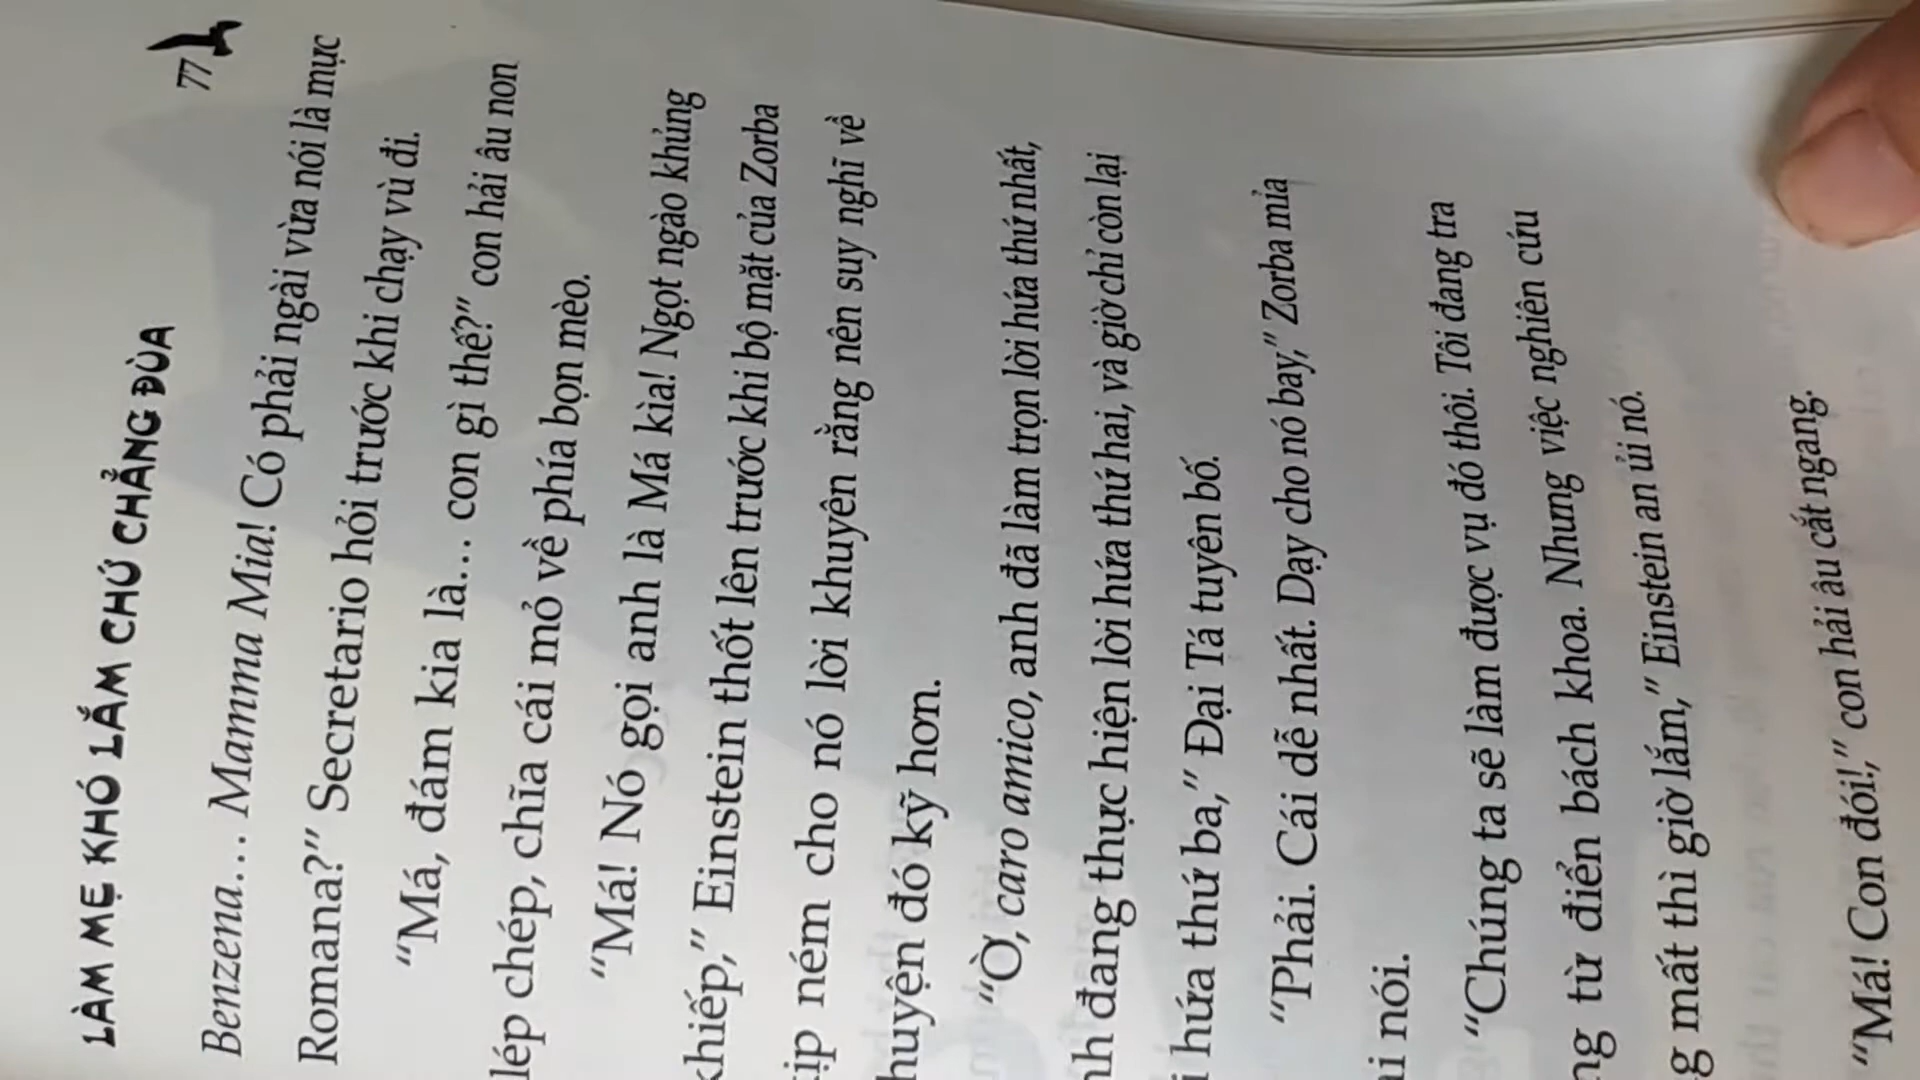 LÀM MẸ KHÓ LẮM CHỨ CHẲNG ĐÙA
77
Benzena… Mamma Mia! Có phải ngài vừa nói là mực
Romana?” Secretario hỏi trước khi chạy vù đi.
“Má, đám kia là… con gì thế?” con hải âu non
lép chép, chĩa cái mỏ về phía bọn mèo.
“Má! Nó gọi anh là Má kìa! Ngọt ngào khủng
khiếp,” Einstein thốt lên trước khi bộ mặt của Zorba
kịp ném cho nó lời khuyên rằng nên suy nghĩ về
chuyện đó kỹ hơn.
“Ờ, caro amico, anh đã làm trọn lời hứa thứ nhất,
anh đang thực hiện lời hứa thứ hai, và giờ chỉ còn lại
hứa thứ ba,” Đại Tá tuyên bố.
“Phải. Cái dễ nhất. Dạy cho nó bay,” Zorba mỉa
mai nói.
“Chúng ta sẽ làm được vụ đó thôi. Tôi đang tra
từ điển bách khoa. Nhưng việc nghiên cứu
mất thì giờ lắm,” Einstein an ủi nó.
“Má! Con đói!,” con hải âu cắt ngang.